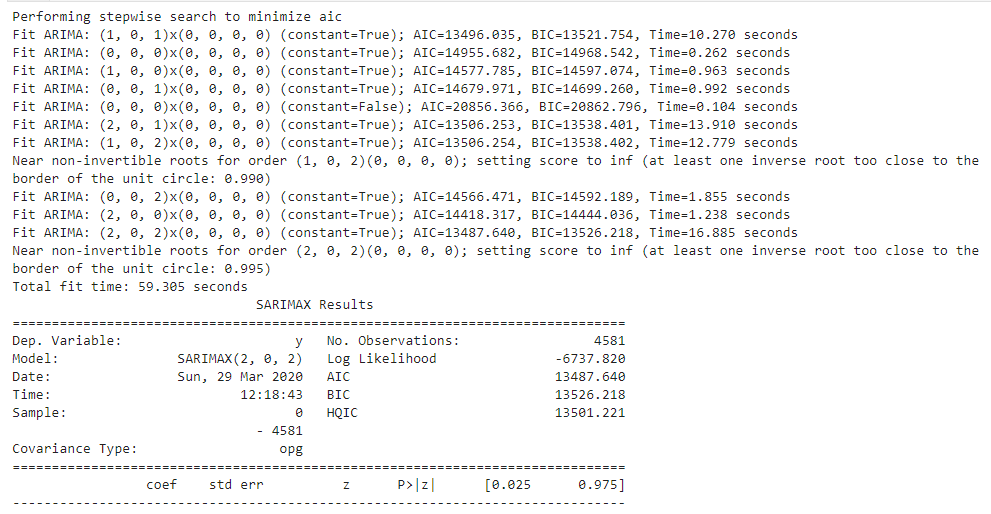 Performing stepwise search to minimize aic
Fit ARIMA: (1, 0, 1)x(0, 0, 0, 0) (constant=True); AIC=13496.035, BIC=13521.754, Time=10.270 seconds
Fit ARIMA: (0, 0, 0)x(0, 0, 0, 0) (constant=True); AIC=14955.682, BIC=14968.542, Time=0.262 seconds
Fit ARIMA: (1, 0, 0)x(0, 0, 0, 0) (constant=True); AIC=14577.785, BIC=14597.074, Time=0.963 seconds
Fit ARIMA: (0, 0, 1)x(0, 0, 0, 0) (constant=True); AIC=14679.971, BIC=14699.260, Time=0.992 seconds
Fit ARIMA: (0, 0, 0)x(0, 0, 0, 0) (constant=False); AIC=20856.366, BIC=20862.796, Time=0.104 seconds
Fit ARIMA: (2, 0, 1)x(0, 0, 0, 0) (constant=True); AIC=13506.253, BIC=13538.401, Time=13.910 seconds
Fit ARIMA: (1, 0, 2)x(0, 0, 0, 0) (constant=True); AIC=13506.254, BIC=13538.402, Time=12.779 seconds
Near non-invertible roots for order (1, 0, 2)(0, 0, 0, 0); setting score to inf (at least one inverse root too close to the
border of the unit circle: 0.990)
Fit ARIMA: (0, 0, 2)x(0, 0, 0, 0) (constant=True); AIC=14566.471, BIC=14592.189, Time=1.855 seconds
Fit ARIMA: (2, 0, 0)x(0, 0, 0, 0) (constant=True); AIC=14418.317, BIC=14444.036, Time=1.238 seconds
Fit ARIMA: (2, 0, 2)x(0, 0, 0, 0) (constant=True); AIC=13487.640, BIC=13526.218, Time=16.885 seconds
Near non-invertible roots for order (2, 0, 2)(0, 0, 0, 0); setting score to inf (at least one inverse root too close to the
border of the unit circle: 0.995)
Total fit time: 59.305 seconds
SARIMAX Results
==============================================================================
Dep. Variable: y No. Observations: 4581
Model: SARIMAX(2, 0, 2) Log Likelihood -6737.820
Date: Sun, 29 Mar 2020 AIC 13487.640
Time: 12:18:43 BIC 13526.218
Sample: 0 HQIC 13501.221
- 4581
Covariance Type: opg
==============================================================================
coef std err z P>|z| [0.025 0.975]
------------------------------------------------------------------------------